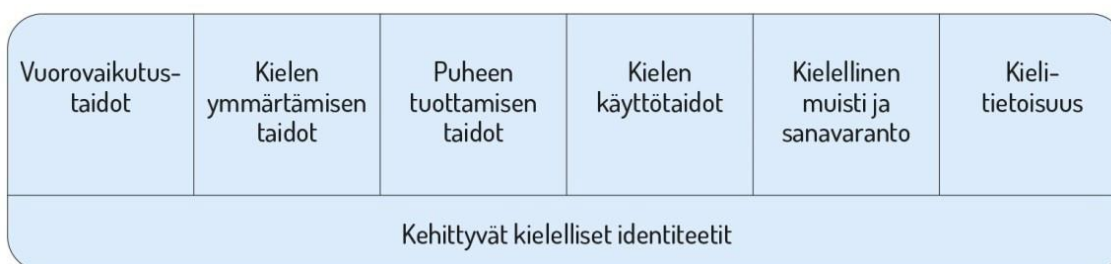 Vuorovaikutus-
taidot
Kielen
ymmärtämisen
taidot
Puheen
tuottamisen
taidot
Kielen
käyttötaidot
Kielellinen
muisti ja
sanavaranto
Kieli-
tietoisuus
Kehittyvät kielelliset identiteetit